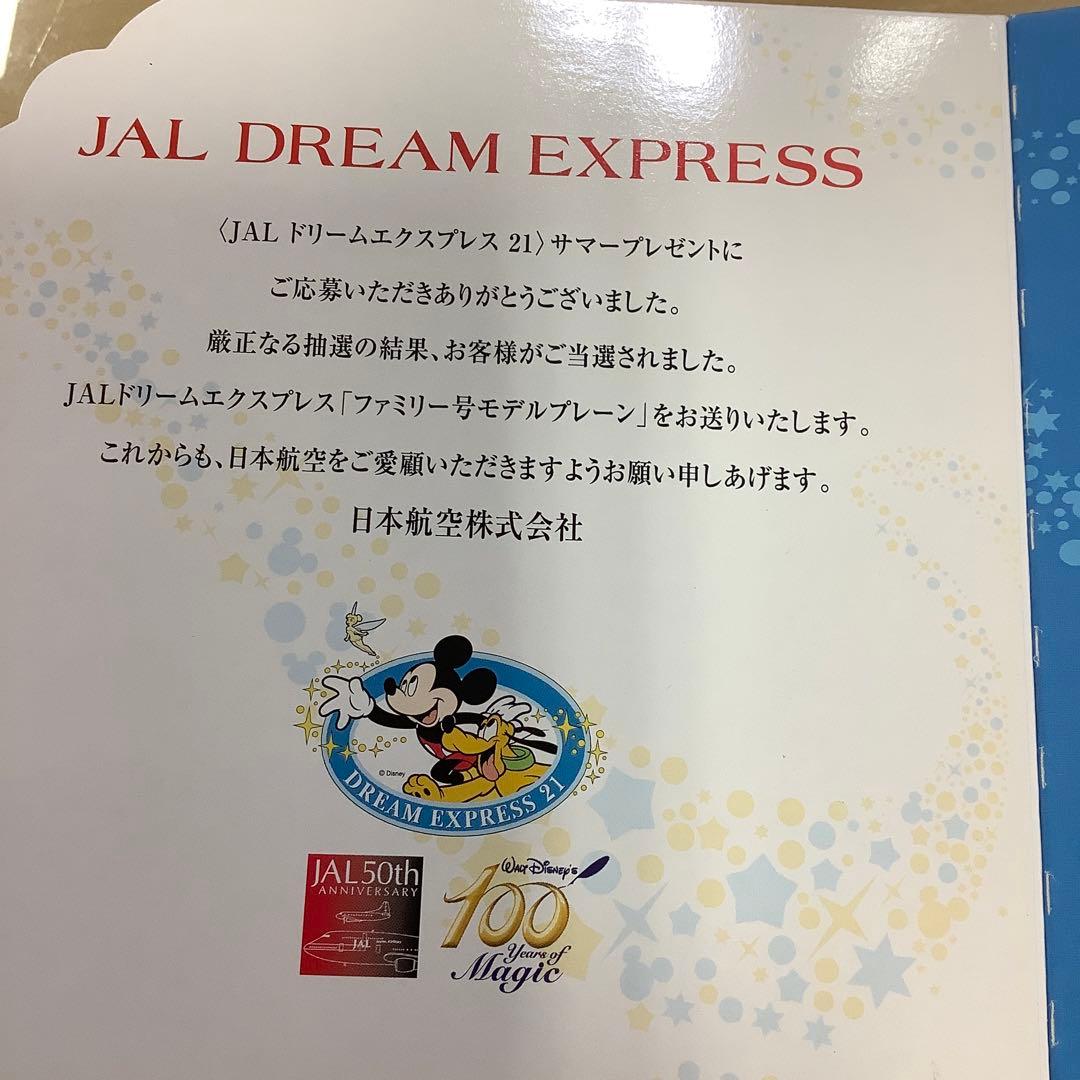 JAL DREAM EXPRESS
〈JAL ドリームエクスプレス 21〉サマープレゼントに
ご応募いただきありがとうございました。
厳正なる抽選の結果、お客様がご当選されました。
JALドリームエクスプレス「ファミリー号モデルプレーン」をお送りいたします。
これからも、日本航空をご愛顧いただきますようお願い申しあげます。
日本航空株式会社
© Disney
DREAM EXPRESS 21
JAL 50th
ANNIVERSARY
JAL
WALT DISNEY'S
100
Years of
Magic